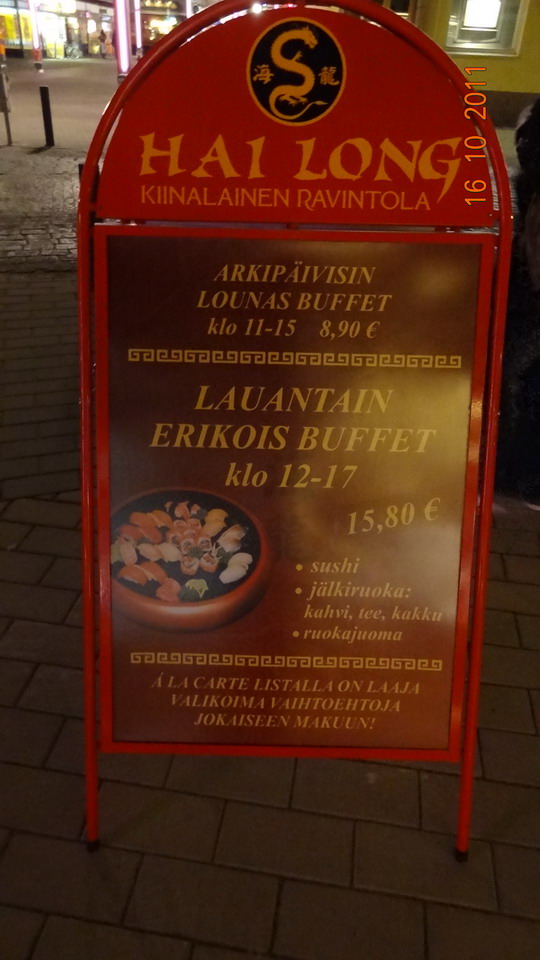 海 龍
HAI LONG
KIINALAINEN RAVINTOLA
16 10 2011
ARKIPÄIVISIN
LOUNAS BUFFET
klo 11-15 8,90 €
LAUANTAIN
ERIKOIS BUFFET
klo 12-17
15,80 €
• sushi
• jälkiruoka:
kahvi, tee, kakku
• ruokajuoma
Á LA CARTE LISTALLA ON LAAJA
VALIKOIMA VAIHTOEHTOJA
JOKAISEEN MAKUUN!